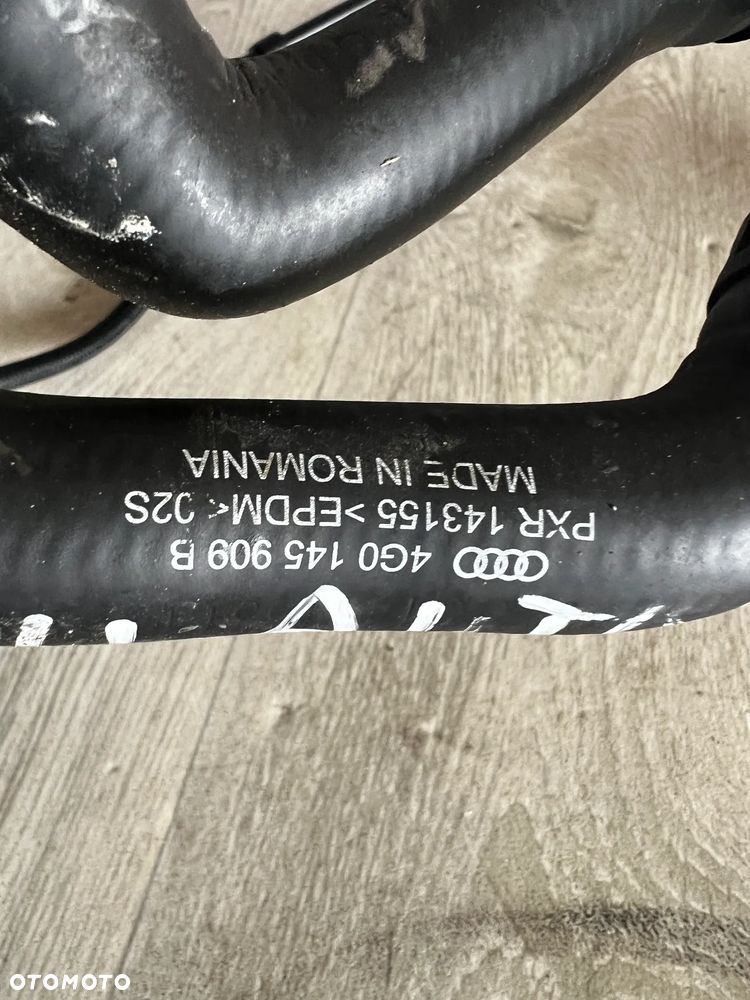 4G0 145 909 B
PXR 143155 >EPDM< 02S
MADE IN ROMANIA
OTOMOTO